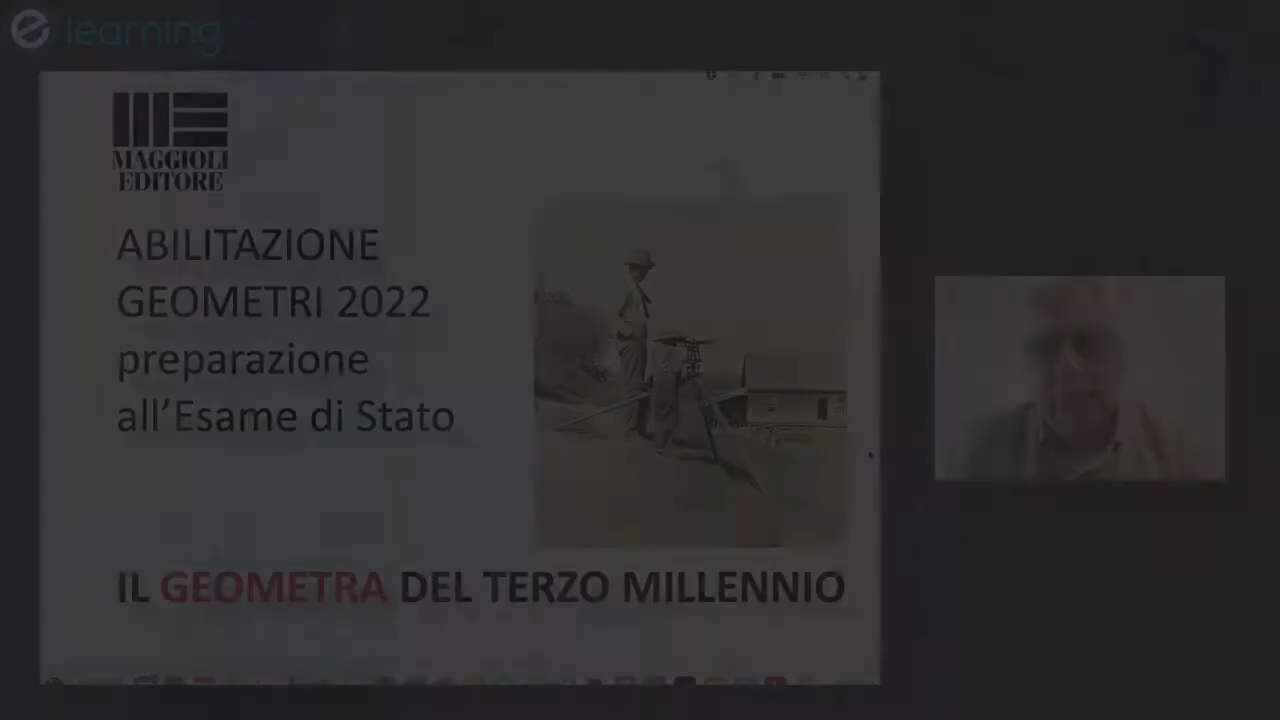 e learning
MAGGIOLI
EDITORE
ABILITAZIONE
GEOMETRI 2022
preparazione
all’Esame di Stato
IL GEOMETRA DEL TERZO MILLENNIO